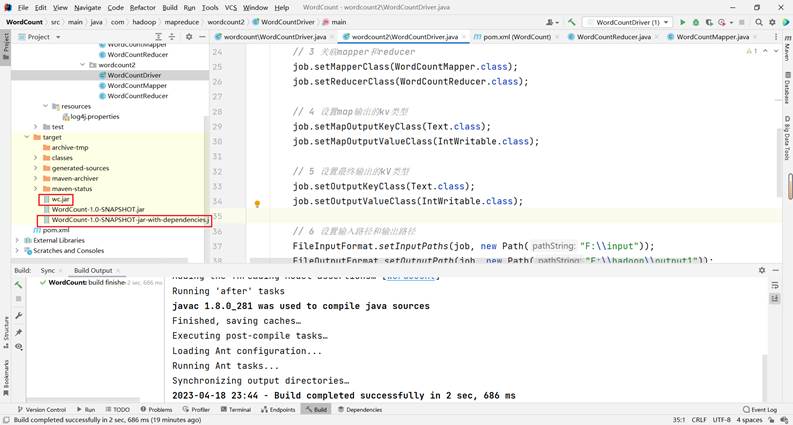 File Edit View Navigate Code Refactor Build Run Tools VCS Window Help WordCount - wordcount2\WordCountDriver.java
WordCount src main java com hadoop mapreduce wordcount2 WordCountDriver main
WordCountDriver (1)
Project
wordcount\WordCountDriver.java
wordcount2\WordCountDriver.java
pom.xml (WordCount)
WordCountReducer.java
WordCountMapper.java
WordCountMapper
WordCountReducer
wordcount2
WordCountDriver
WordCountMapper
WordCountReducer
resources
log4j.properties
test
target
archive-tmp
classes
generated-sources
maven-archiver
maven-status
wc.jar
WordCount-1.0-SNAPSHOT.jar
WordCount-1.0-SNAPSHOT-jar-with-dependencies.j
pom.xml
External Libraries
Scratches and Consoles
24 // 3 关联mapper和reducer
25 job.setMapperClass(WordCountMapper.class);
26 job.setReducerClass(WordCountReducer.class);
27
28 // 4 设置map输出的kv类型
29 job.setMapOutputKeyClass(Text.class);
30 job.setMapOutputValueClass(IntWritable.class);
31
32 // 5 设置最终输出的kV类型
33 job.setOutputKeyClass(Text.class);
34 job.setOutputValueClass(IntWritable.class);
35
36 // 6 设置输入路径和输出路径
37 FileInputFormat.setInputPaths(job, new Path( pathString: "F:\\input"));
38 FileOutputFormat.setOutputPath(job, new Path( pathString: "F:\\hadoop\\output1"));
1
Project
Structure
Bookmarks
Maven
Database
Big Data Tools
Build: Sync Build Output
WordCount: build finished 2 sec, 686 ms
Adding the Threading Model assertions… [WordCount]
Running 'after' tasks
javac 1.8.0_281 was used to compile java sources
Finished, saving caches…
Executing post-compile tasks…
Loading Ant configuration...
Running Ant tasks...
Synchronizing output directories…
2023-04-18 23:44 - Build completed successfully in 2 sec, 686 ms
Version Control Run TODO Problems Profiler Terminal Endpoints Build Dependencies Event Log
Build completed successfully in 2 sec, 686 ms (19 minutes ago) 35:1 CRLF UTF-8 4 spaces